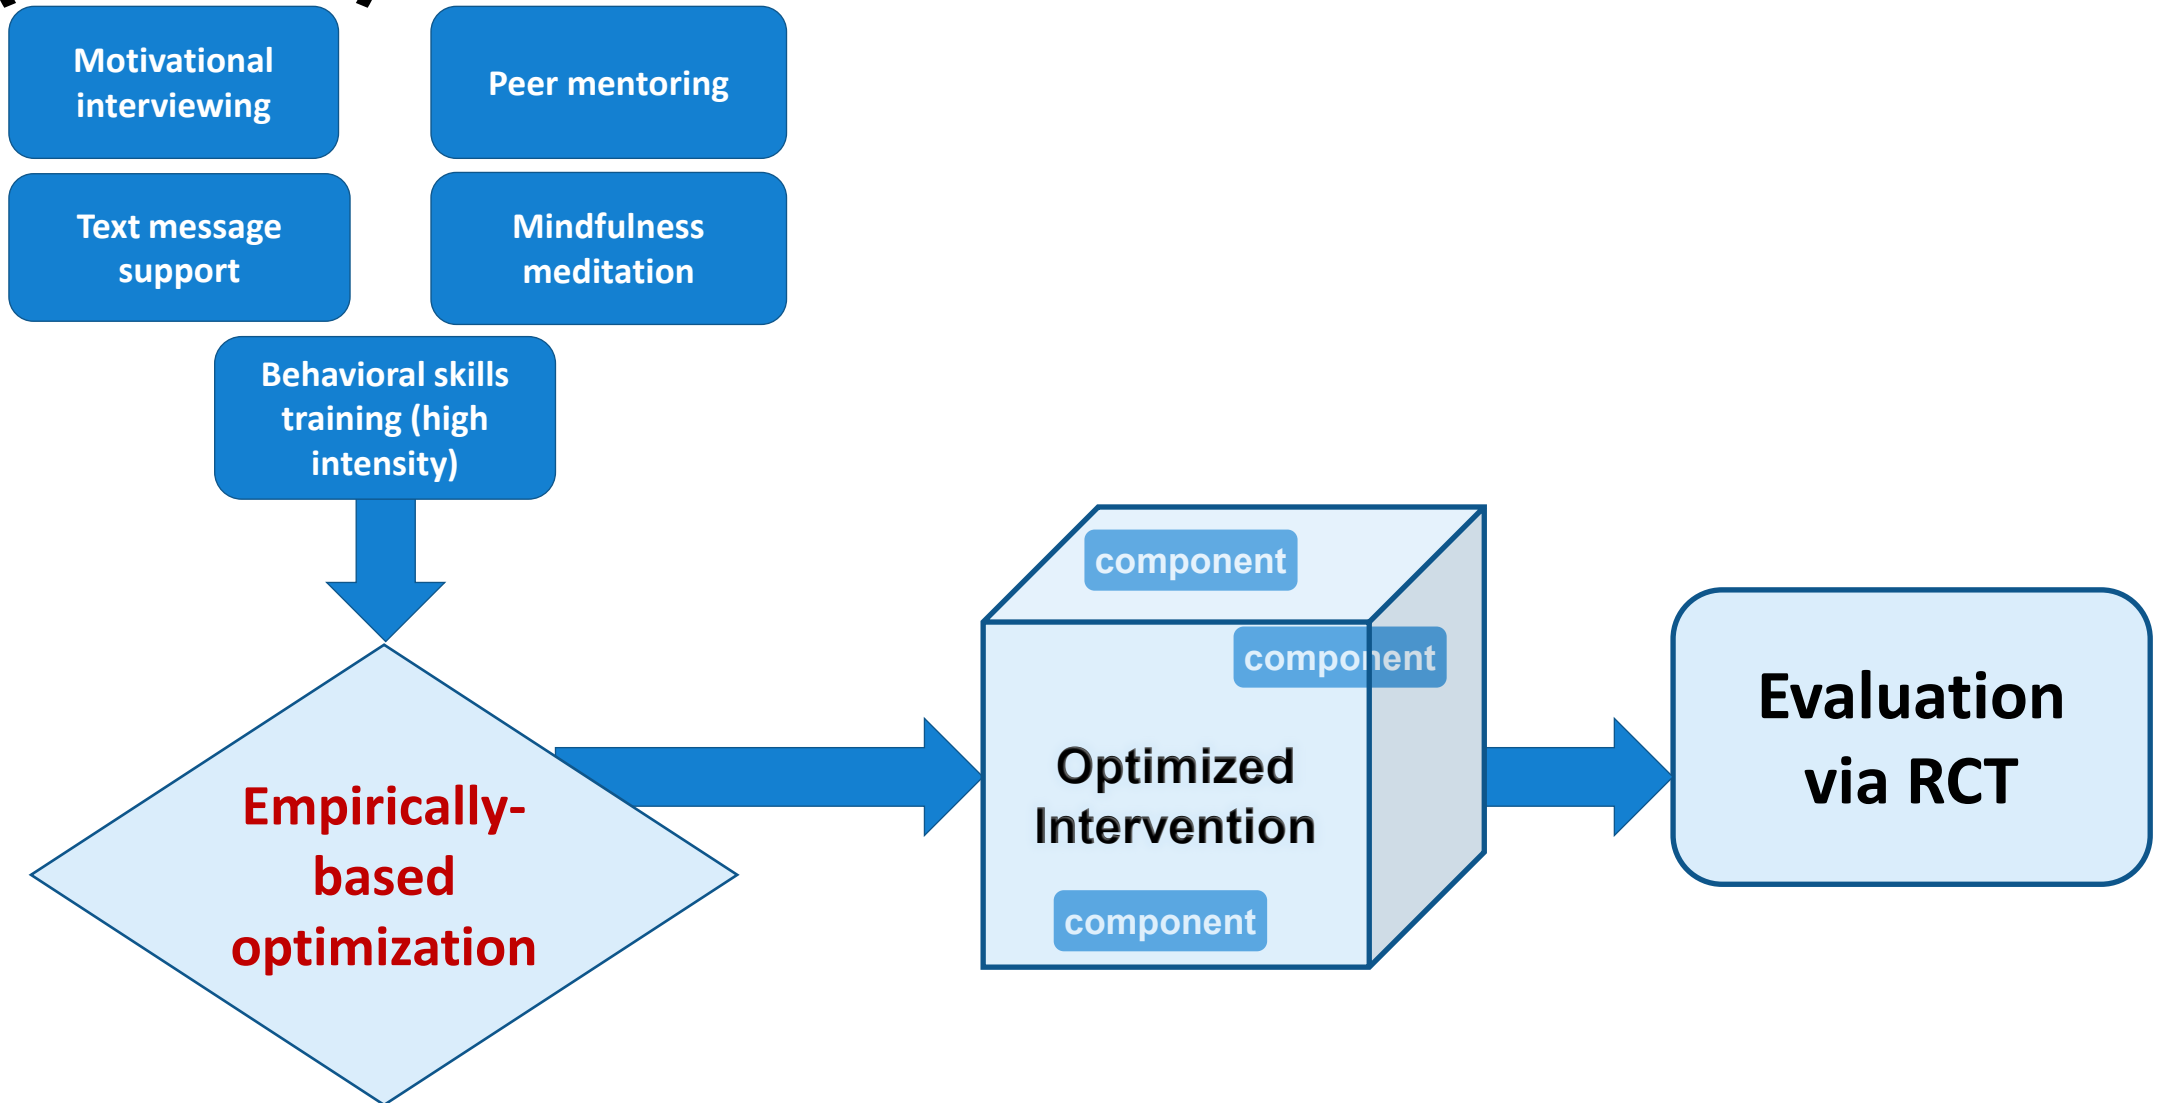 Motivational
interviewing
Peer mentoring
Text message
support
Mindfulness
meditation
Behavioral skills
training (high
intensity)
Empirically-
based
optimization
component
component
Optimized
Intervention
component
Evaluation
via RCT